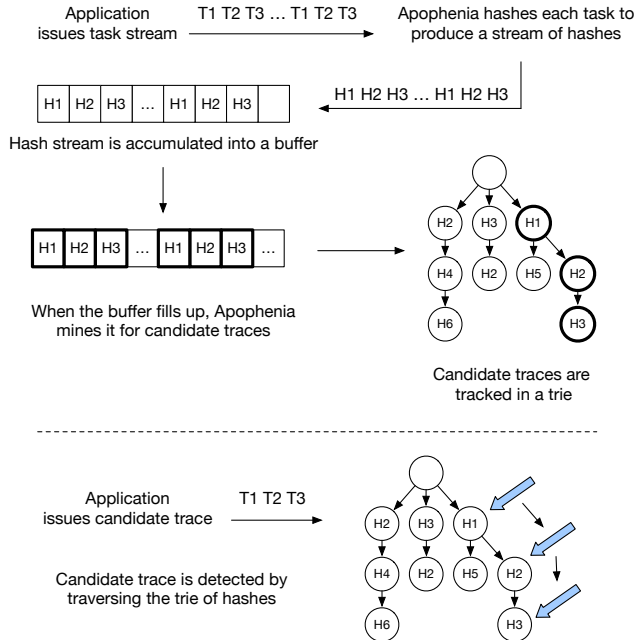 Application
issues task stream
T1 T2 T3 … T1 T2 T3
Apophenia hashes each task to
produce a stream of hashes
H1 H2 H3 … H1 H2 H3
H1 H2 H3 … H1 H2 H3
Hash stream is accumulated into a buffer
H1 H2 H3 … H1 H2 H3 …
When the buffer fills up, Apophenia
mines it for candidate traces
H2 H3 H1
H4 H2 H5 H2
H6 H3
Candidate traces are
tracked in a trie
Application
issues candidate trace
T1 T2 T3
Candidate trace is detected by
traversing the trie of hashes
H2 H3 H1
H4 H2 H5 H2
H6 H3